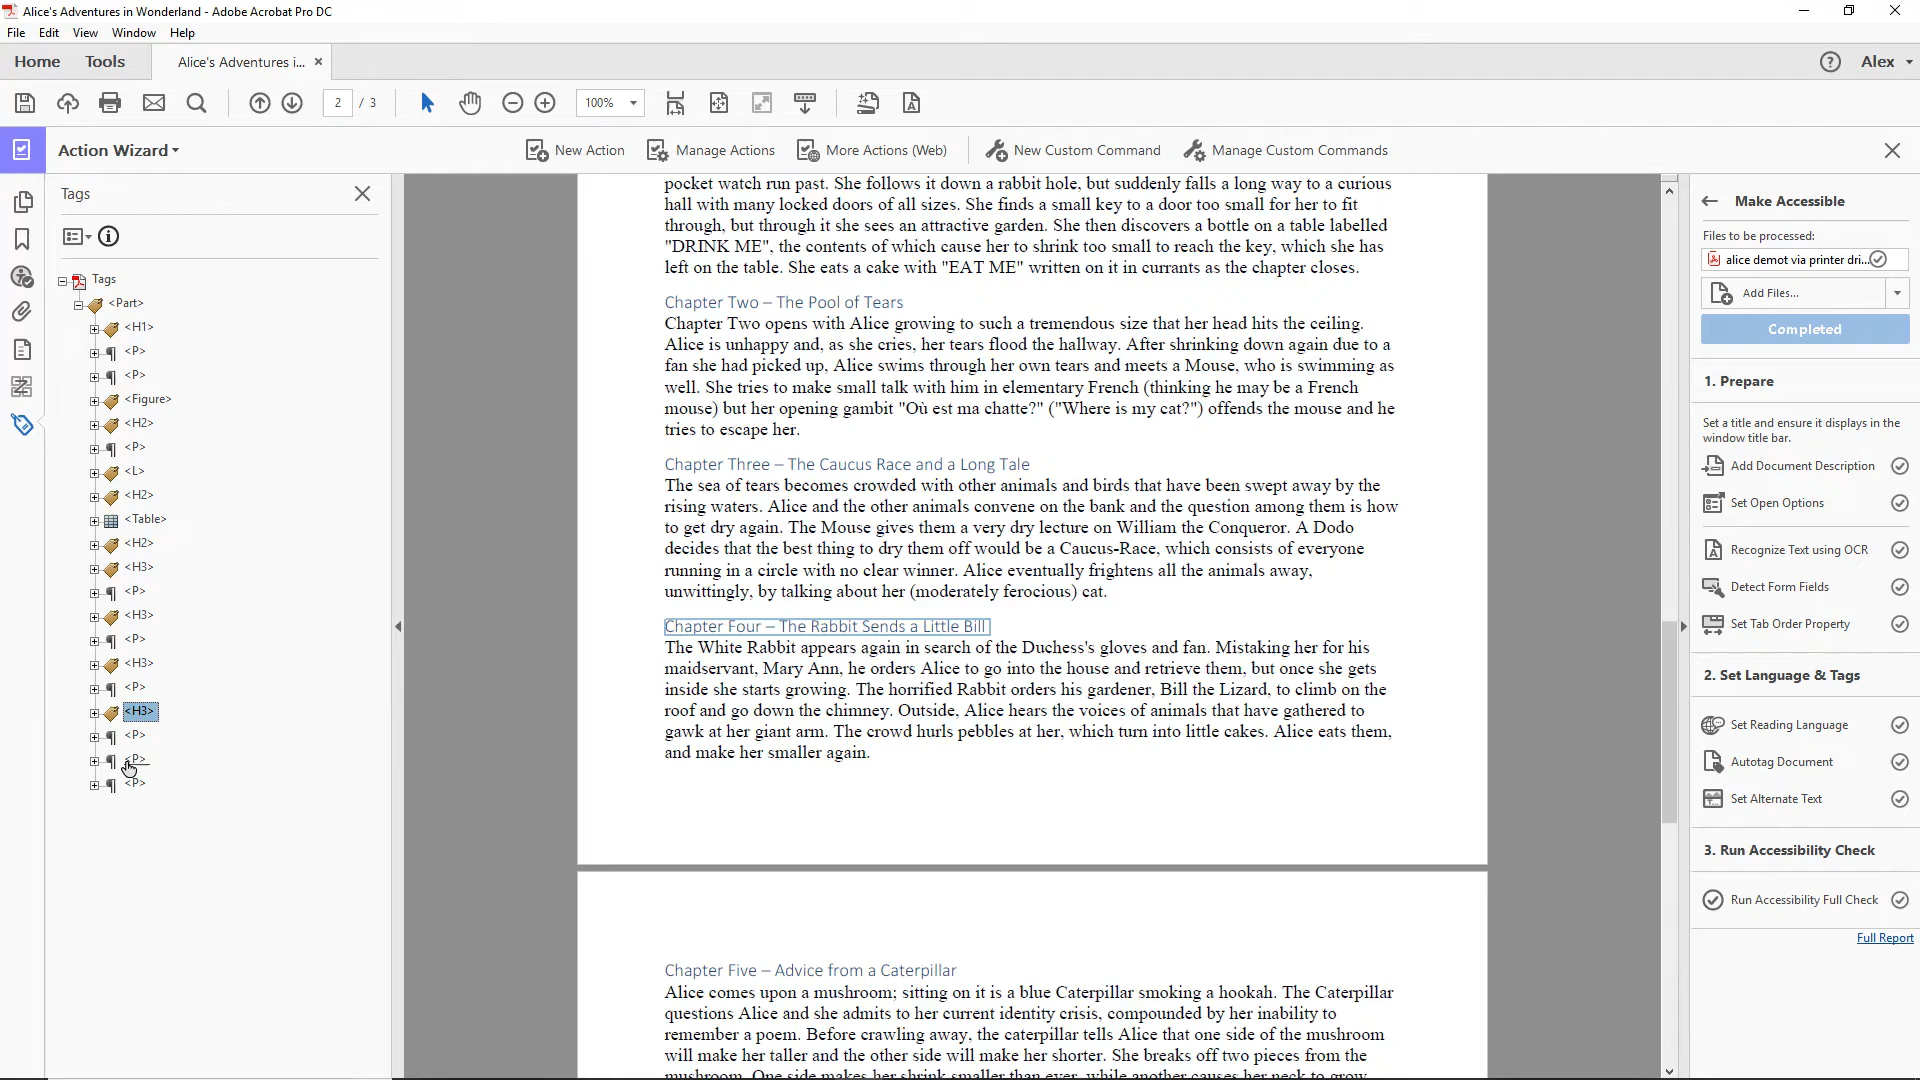 Alice's Adventures in Wonderland - Adobe Acrobat Pro DC
File Edit View Window Help
Home Tools Alice's Adventures i... × ? Alex
2 / 3 100%
Action Wizard New Action Manage Actions More Actions (Web) New Custom Command Manage Custom Commands
Tags
Tags
<Part>
<H1>
<P>
<P>
<Figure>
<H2>
<P>
<L>
<H2>
<Table>
<H2>
<H3>
<P>
<H3>
<P>
<H3>
<P>
<H3>
<P>
<P>
<P>
pocket watch run past. She follows it down a rabbit hole, but suddenly falls a long way to a curious
hall with many locked doors of all sizes. She finds a small key to a door too small for her to fit
through, but through it she sees an attractive garden. She then discovers a bottle on a table labelled
"DRINK ME", the contents of which cause her to shrink too small to reach the key, which she has
left on the table. She eats a cake with "EAT ME" written on it in currants as the chapter closes.
Chapter Two – The Pool of Tears
Chapter Two opens with Alice growing to such a tremendous size that her head hits the ceiling.
Alice is unhappy and, as she cries, her tears flood the hallway. After shrinking down again due to a
fan she had picked up, Alice swims through her own tears and meets a Mouse, who is swimming as
well. She tries to make small talk with him in elementary French (thinking he may be a French
mouse) but her opening gambit "Où est ma chatte?" ("Where is my cat?") offends the mouse and he
tries to escape her.
Chapter Three – The Caucus Race and a Long Tale
The sea of tears becomes crowded with other animals and birds that have been swept away by the
rising waters. Alice and the other animals convene on the bank and the question among them is how
to get dry again. The Mouse gives them a very dry lecture on William the Conqueror. A Dodo
decides that the best thing to dry them off would be a Caucus-Race, which consists of everyone
running in a circle with no clear winner. Alice eventually frightens all the animals away,
unwittingly, by talking about her (moderately ferocious) cat.
Chapter Four – The Rabbit Sends a Little Bill
The White Rabbit appears again in search of the Duchess's gloves and fan. Mistaking her for his
maidservant, Mary Ann, he orders Alice to go into the house and retrieve them, but once she gets
inside she starts growing. The horrified Rabbit orders his gardener, Bill the Lizard, to climb on the
roof and go down the chimney. Outside, Alice hears the voices of animals that have gathered to
gawk at her giant arm. The crowd hurls pebbles at her, which turn into little cakes. Alice eats them,
and make her smaller again.
Chapter Five – Advice from a Caterpillar
Alice comes upon a mushroom; sitting on it is a blue Caterpillar smoking a hookah. The Caterpillar
questions Alice and she admits to her current identity crisis, compounded by her inability to
remember a poem. Before crawling away, the caterpillar tells Alice that one side of the mushroom
will make her taller and the other side will make her shorter. She breaks off two pieces from the
mushroom. One side makes her shrink smaller than ever, while another causes her neck to grow
Make Accessible
Files to be processed:
alice demot via printer dri...
Add Files...
Completed
1. Prepare
Set a title and ensure it displays in the
window title bar.
Add Document Description
Set Open Options
Recognize Text using OCR
Detect Form Fields
Set Tab Order Property
2. Set Language & Tags
Set Reading Language
Autotag Document
Set Alternate Text
3. Run Accessibility Check
Run Accessibility Full Check
Full Report